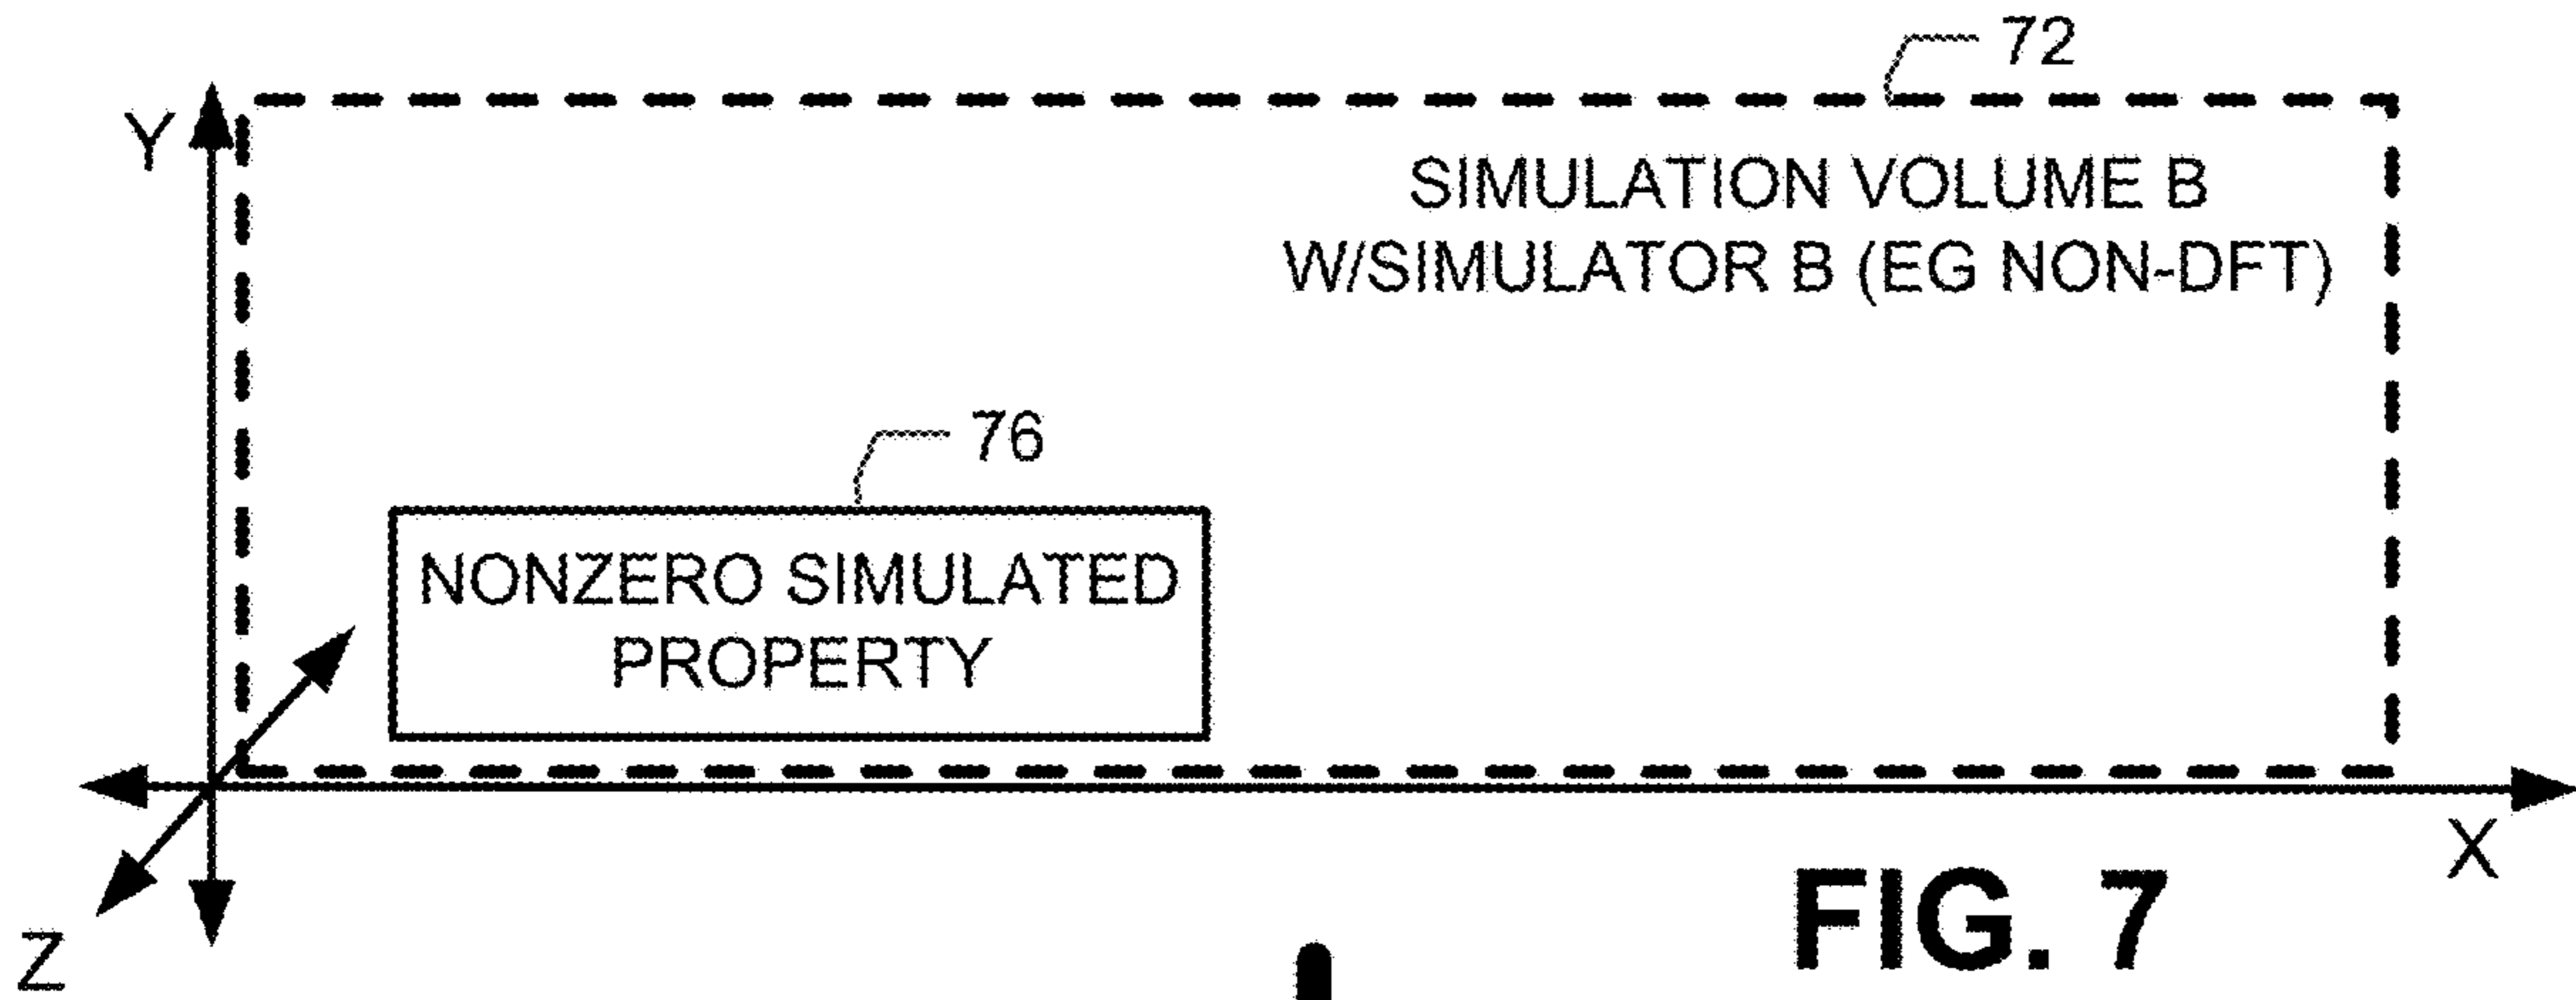 72
Y
SIMULATION VOLUME B
W/SIMULATOR B (EG NON-DFT)
76
NONZERO SIMULATED
PROPERTY
X
Z
FIG. 7